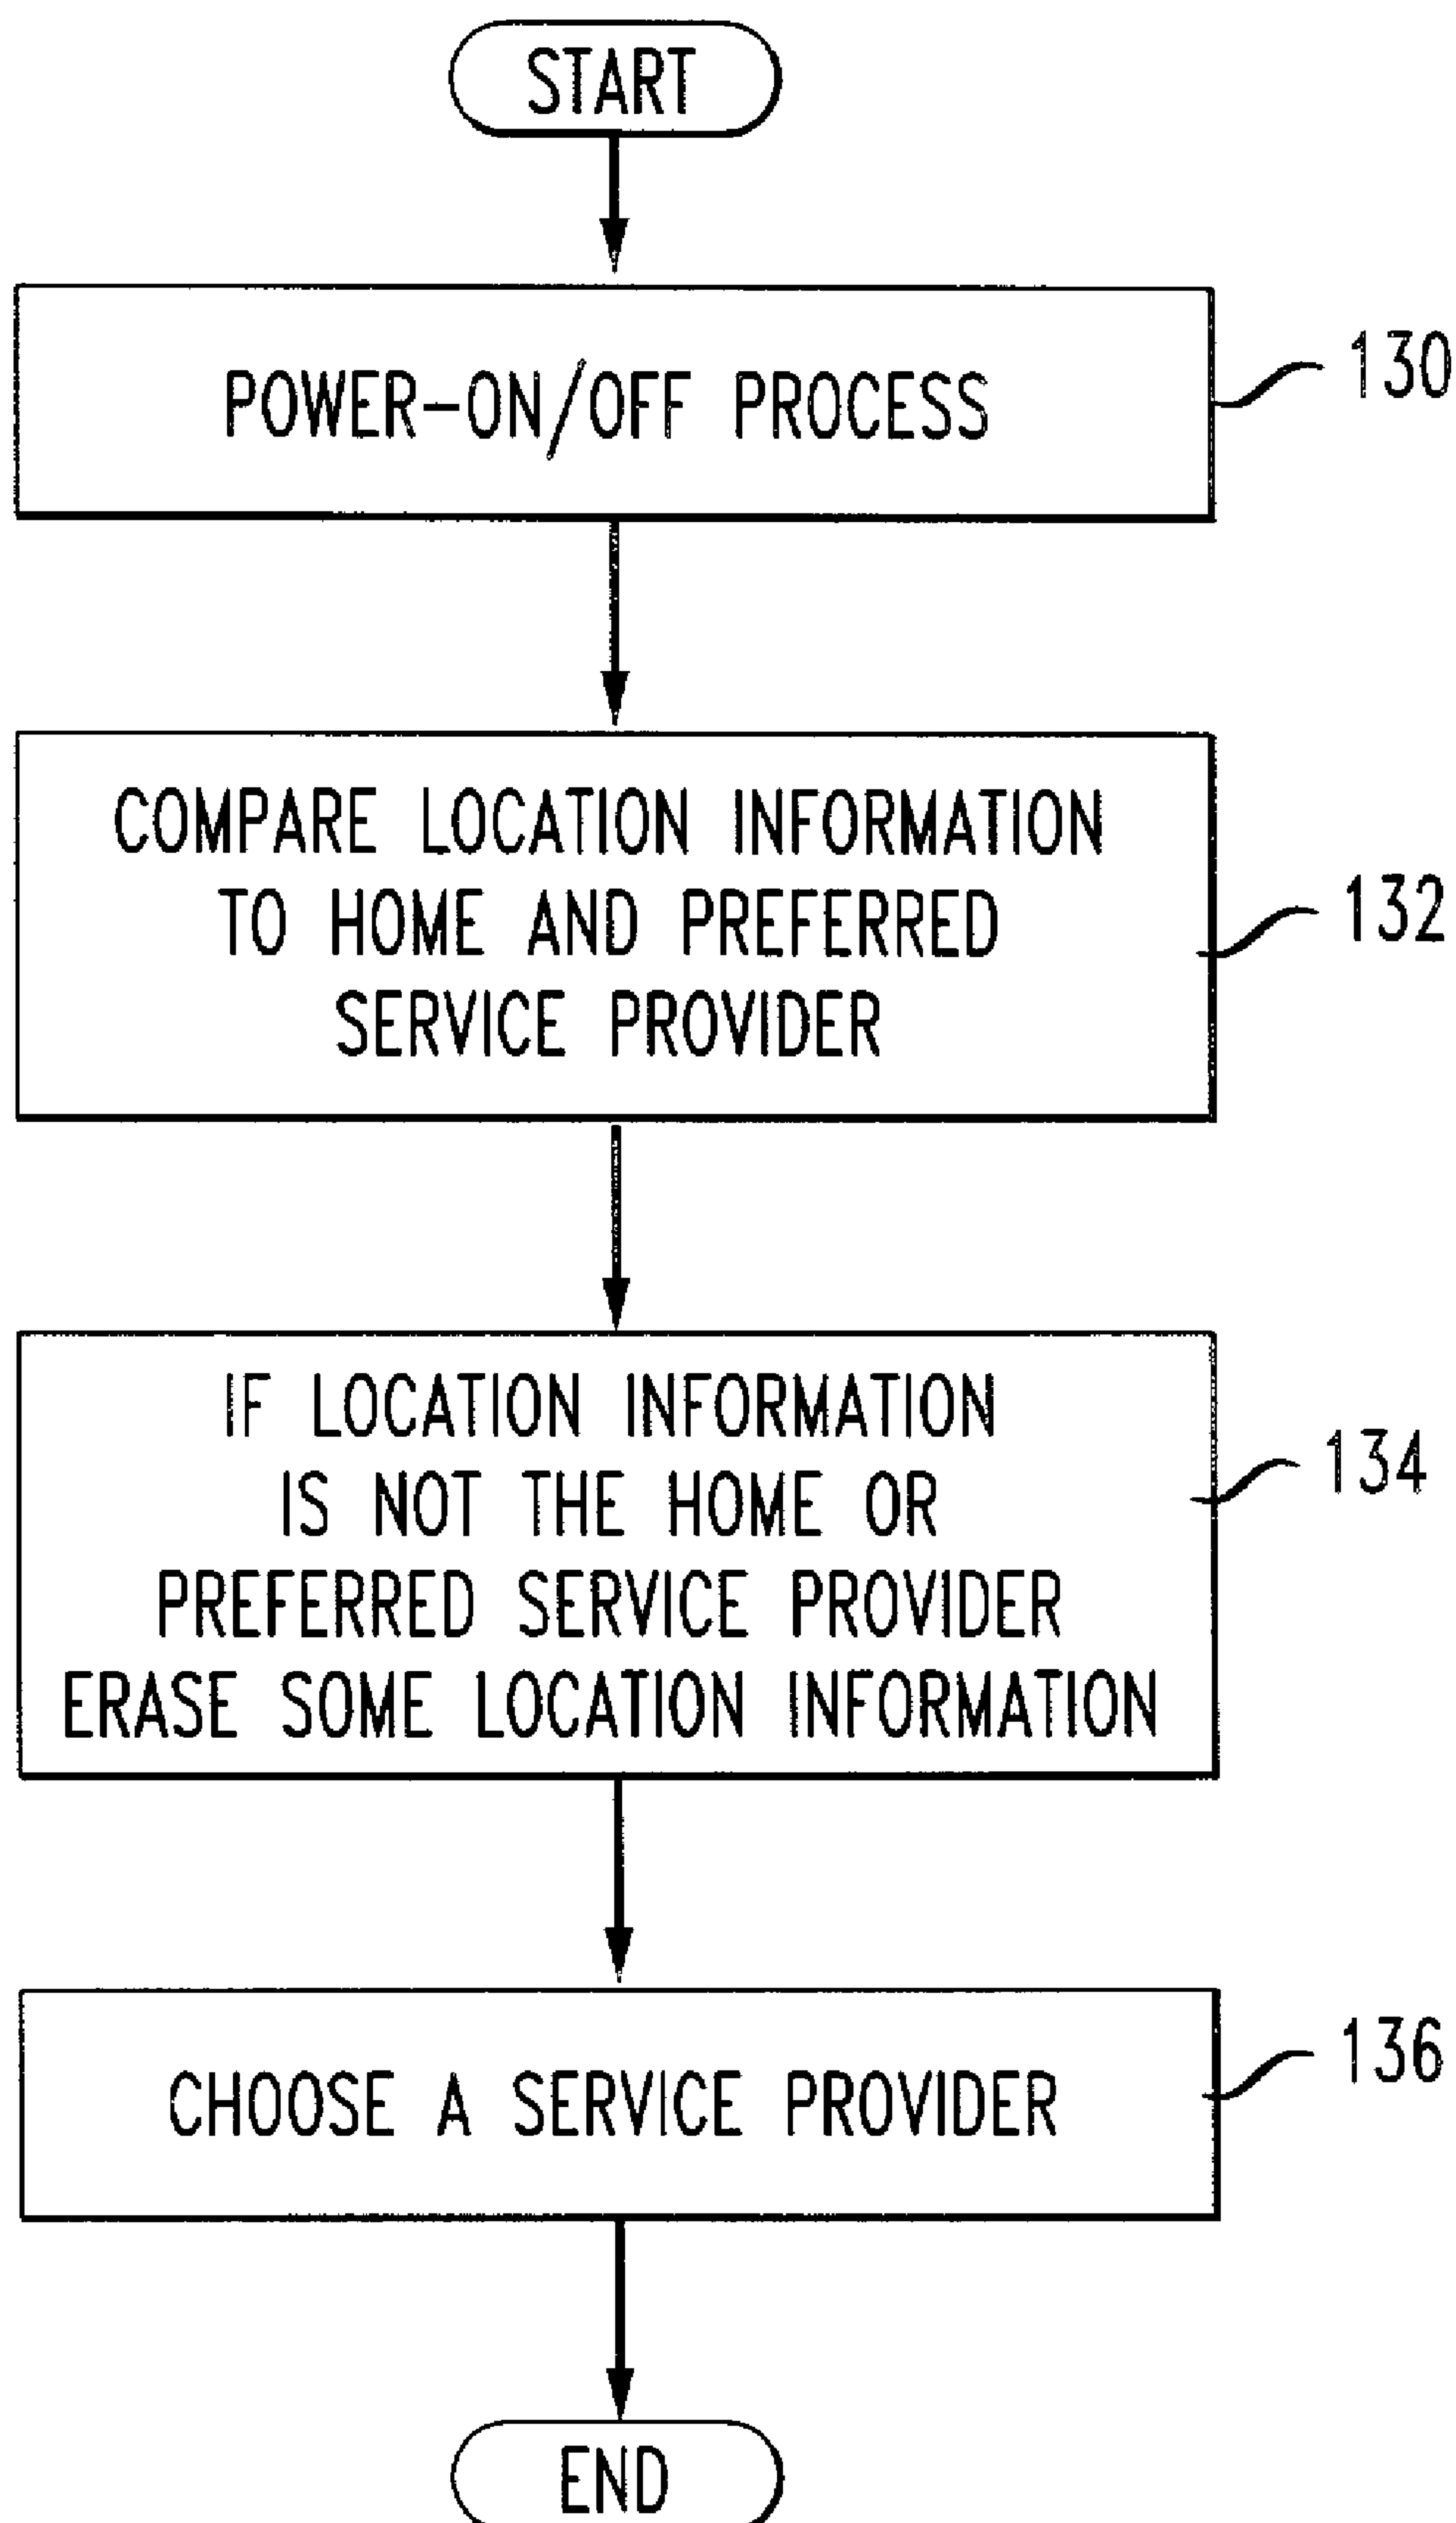 START
POWER-ON/OFF PROCESS
130
COMPARE LOCATION INFORMATION
TO HOME AND PREFERRED
SERVICE PROVIDER
132
IF LOCATION INFORMATION
IS NOT THE HOME OR
PREFERRED SERVICE PROVIDER
ERASE SOME LOCATION INFORMATION
134
CHOOSE A SERVICE PROVIDER
136
END